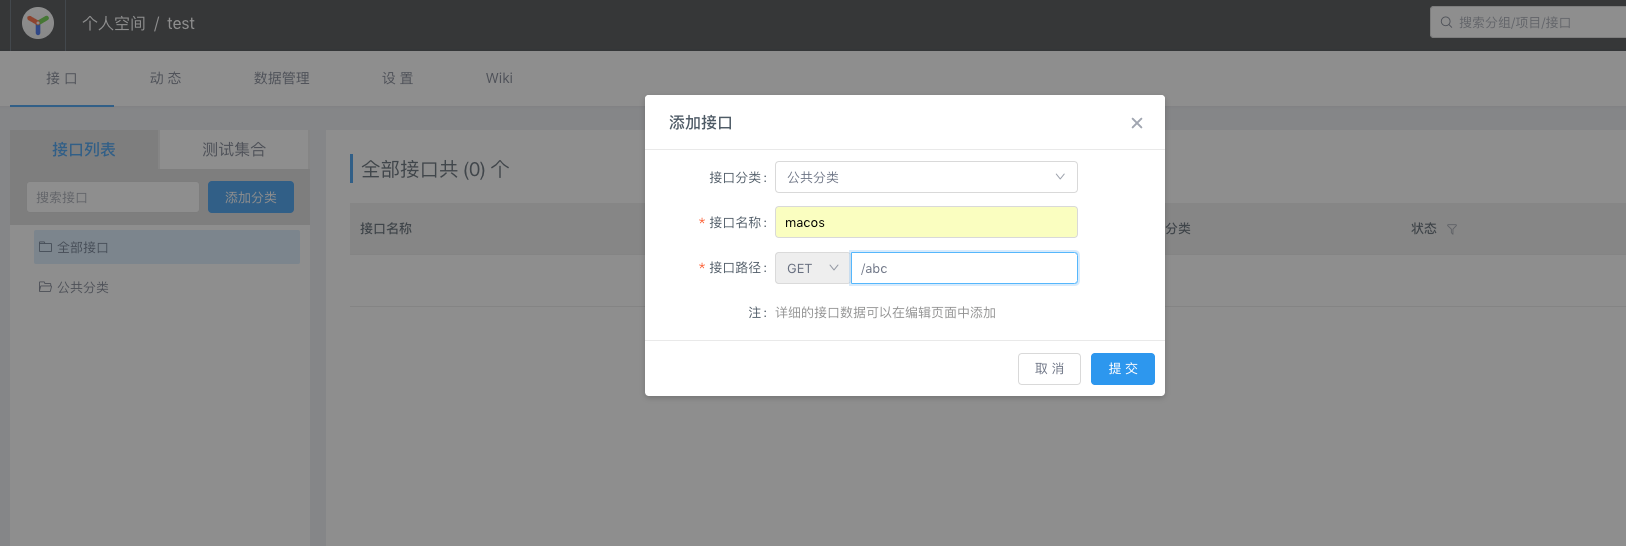 个人空间 / test
搜索分组/项目/接口
接 口
动 态
数据管理
设 置
Wiki
添加接口
接口列表
测试集合
搜索接口
添加分类
全部接口
公共分类
全部接口共 (0) 个
接口名称
分类
状态
接口分类：
公共分类
* 接口名称：
macos
* 接口路径：
GET
/abc
注：
详细的接口数据可以在编辑页面中添加
取 消
提 交